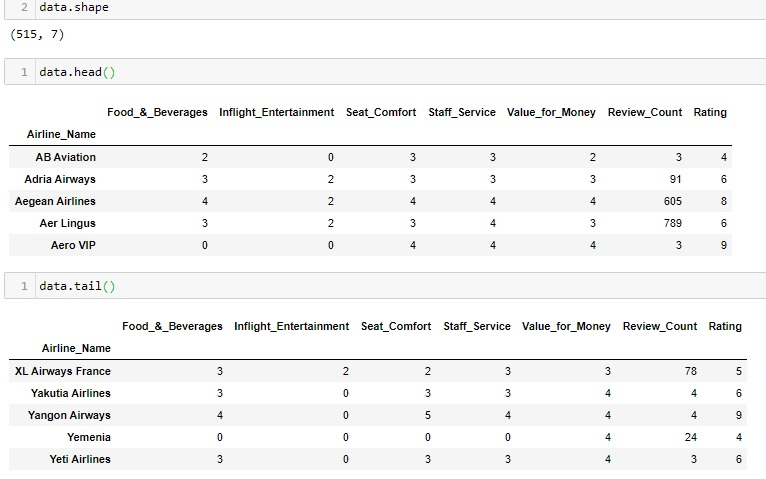 2 data.shape
(515, 7)
1 data.head()
Food_&_Beverages Inflight_Entertainment Seat_Comfort Staff_Service Value_for_Money Review_Count Rating
Airline_Name
AB Aviation 2 0 3 3 2 3 4
Adria Airways 3 2 3 3 3 91 6
Aegean Airlines 4 2 4 4 4 605 8
Aer Lingus 3 2 3 4 3 789 6
Aero VIP 0 0 4 4 4 3 9
1 data.tail()
Food_&_Beverages Inflight_Entertainment Seat_Comfort Staff_Service Value_for_Money Review_Count Rating
Airline_Name
XL Airways France 3 2 2 3 3 78 5
Yakutia Airlines 3 0 3 3 4 4 6
Yangon Airways 4 0 5 4 4 4 9
Yemenia 0 0 0 0 4 24 4
Yeti Airlines 3 0 3 3 4 3 6